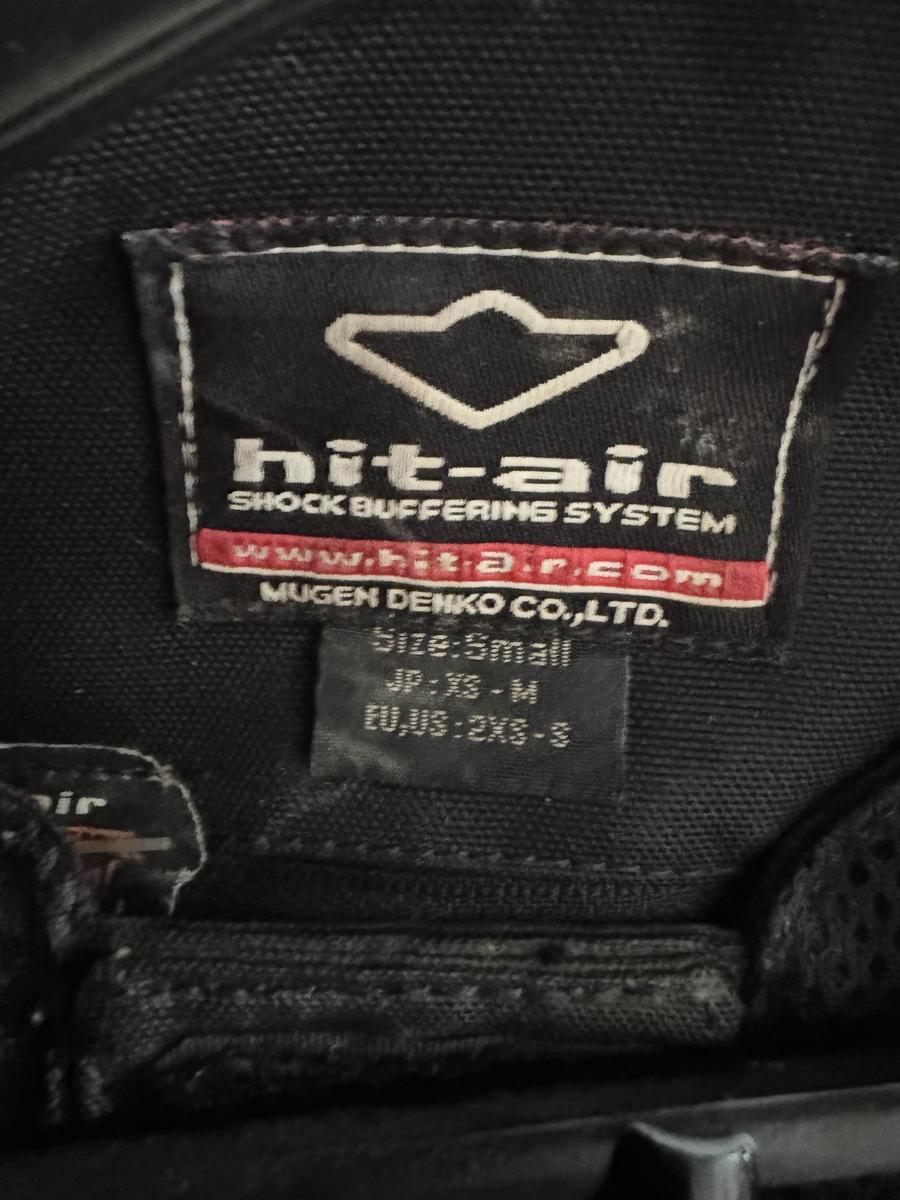 hit-air
SHOCK BUFFERING SYSTEM
www.hit-air.com
MUGEN DENKO CO.,LTD.
Size:Small
JP:XS-M
EU,US:2XS-S
air